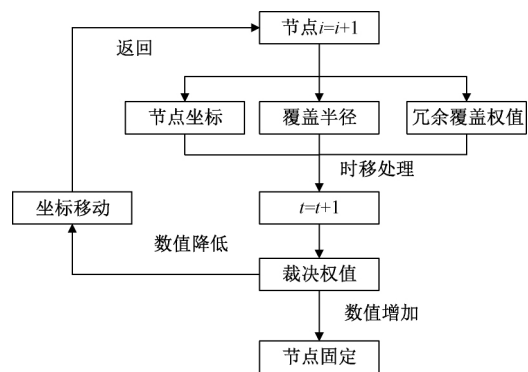 节点i=i+1
返回
节点坐标
覆盖半径
冗余覆盖权值
时移处理
坐标移动
t=t+1
数值降低
裁决权值
数值增加
节点固定